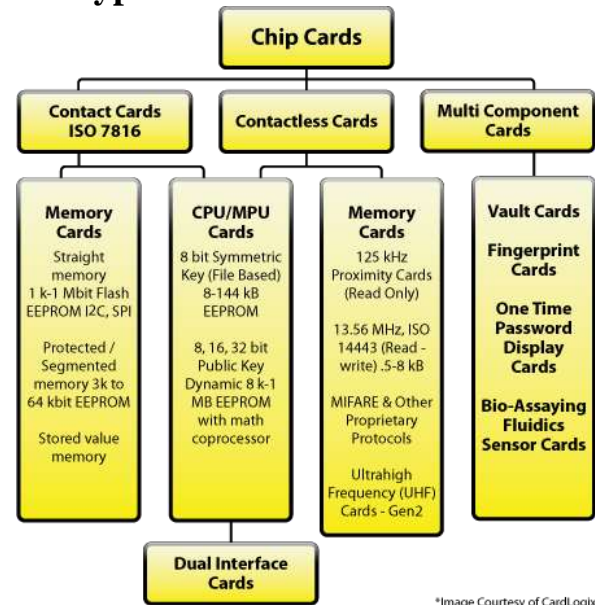 Chip Cards
Contact Cards
ISO 7816
Contactless Cards
Multi Component
Cards
Memory
Cards
Straight
memory
1 k-1 Mbit Flash
EEPROM I2C, SPI
Protected /
Segmented
memory 3k to
64 kbit EEPROM
Stored value
memory
CPU/MPU
Cards
8 bit Symmetric
Key (File Based)
8-144 kB
EEPROM
8, 16, 32 bit
Public Key
Dynamic 8 k-1
MB EEPROM
with math
coprocessor
Memory
Cards
125 kHz
Proximity Cards
(Read Only)
13.56 MHz, ISO
14443 (Read -
write) .5-8 kB
MIFARE & Other
Proprietary
Protocols
Ultrahigh
Frequency (UHF)
Cards - Gen2
Vault Cards
Fingerprint
Cards
One Time
Password
Display
Cards
Bio-Assaying
Fluidics
Sensor Cards
Dual Interface
Cards
*Image Courtesy of CardLogix